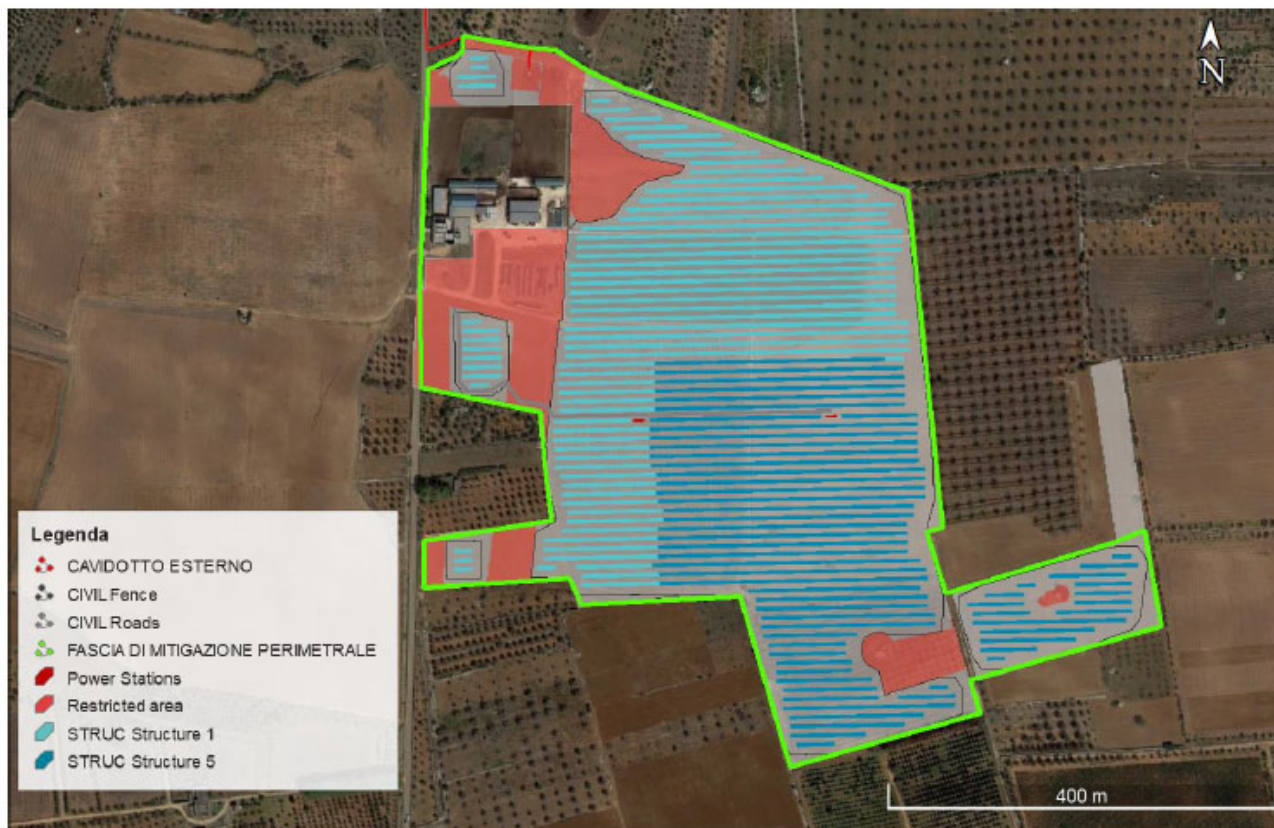 N
Legenda
CAVIDOTTO ESTERNO
CIVIL Fence
CIVIL Roads
FASCIA DI MITIGAZIONE PERIMETRALE
Power Stations
Restricted area
STRUC Structure 1
STRUC Structure 5
400 m